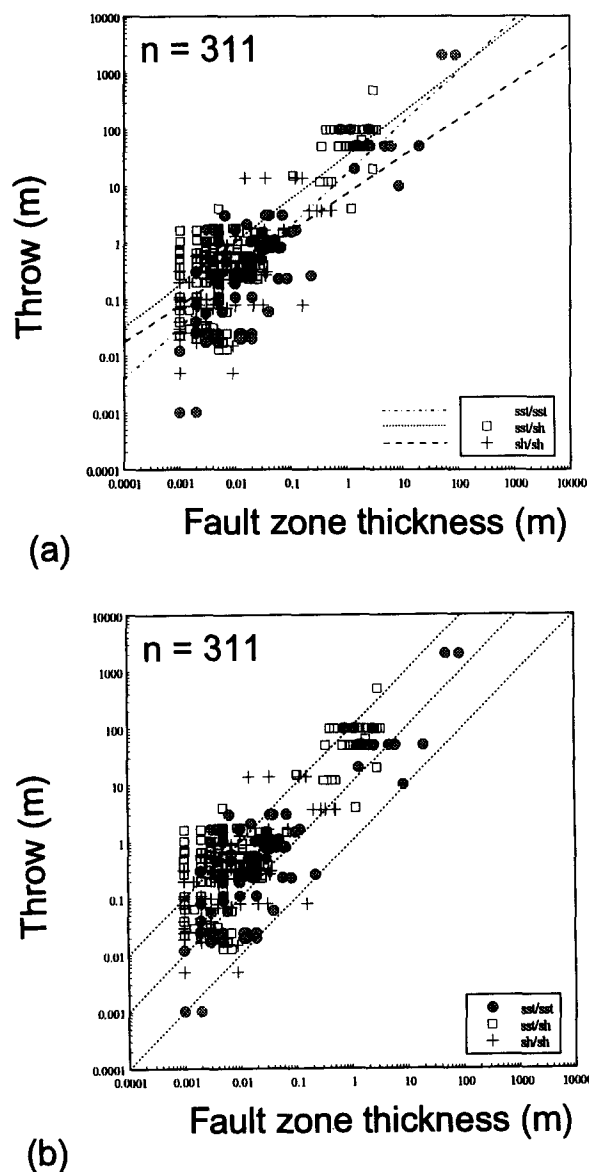 n = 311
10000
1000
100
10
1
0.1
0.01
0.001
0.0001
Throw (m)
sst/sst
sst/sh
sh/sh
0.0001 0.001 0.01 0.1 1 10 100 1000 10000
Fault zone thickness (m)
(a)
n = 311
10000
1000
100
10
1
0.1
0.01
0.001
0.0001
Throw (m)
sst/sst
sst/sh
sh/sh
0.0001 0.001 0.01 0.1 1 10 100 1000 10000
Fault zone thickness (m)
(b)